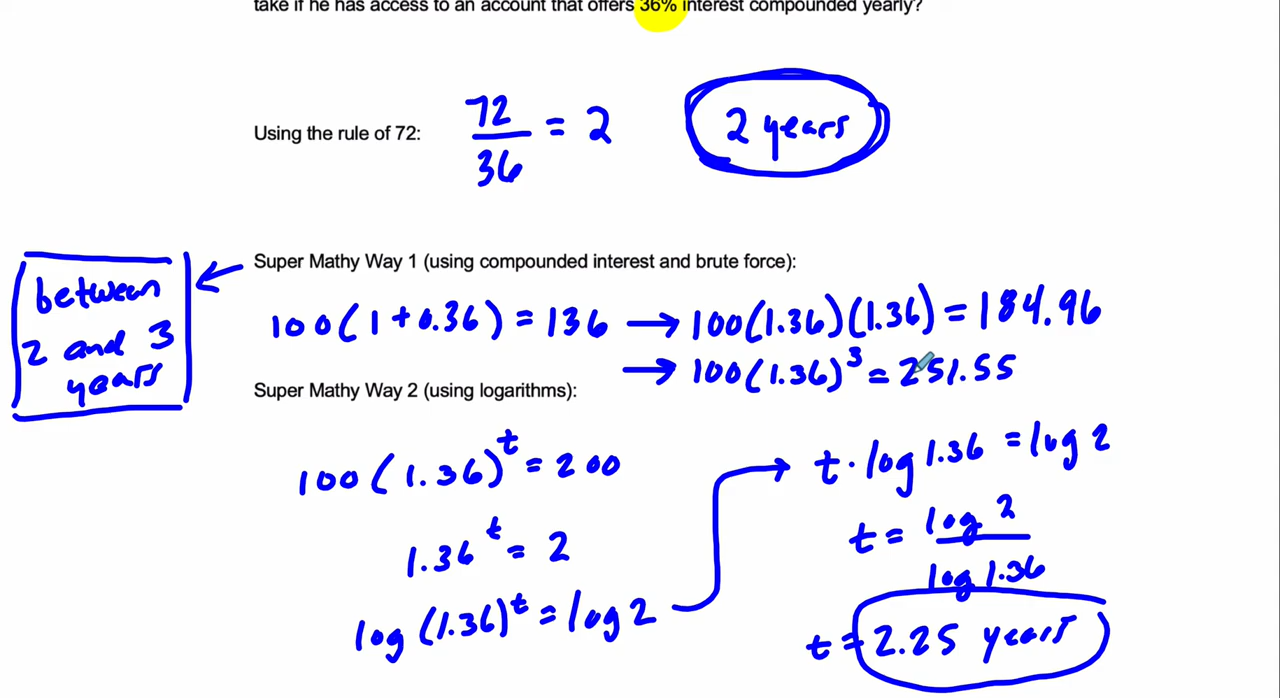 take if he has access to an account that offers 36% interest compounded yearly?
Using the rule of 72: 72/36 = 2 2 years
Super Mathy Way 1 (using compounded interest and brute force):
between
2 and 3
years
100(1+0.36) = 136 → 100(1.36)(1.36) = 184.96
→ 100(1.36)³ = 251.55
Super Mathy Way 2 (using logarithms):
100(1.36)^t = 200
1.36^t = 2
log(1.36)^t = log 2
t·log 1.36 = log 2
t = log 2 / log 1.36
t = 2.25 years